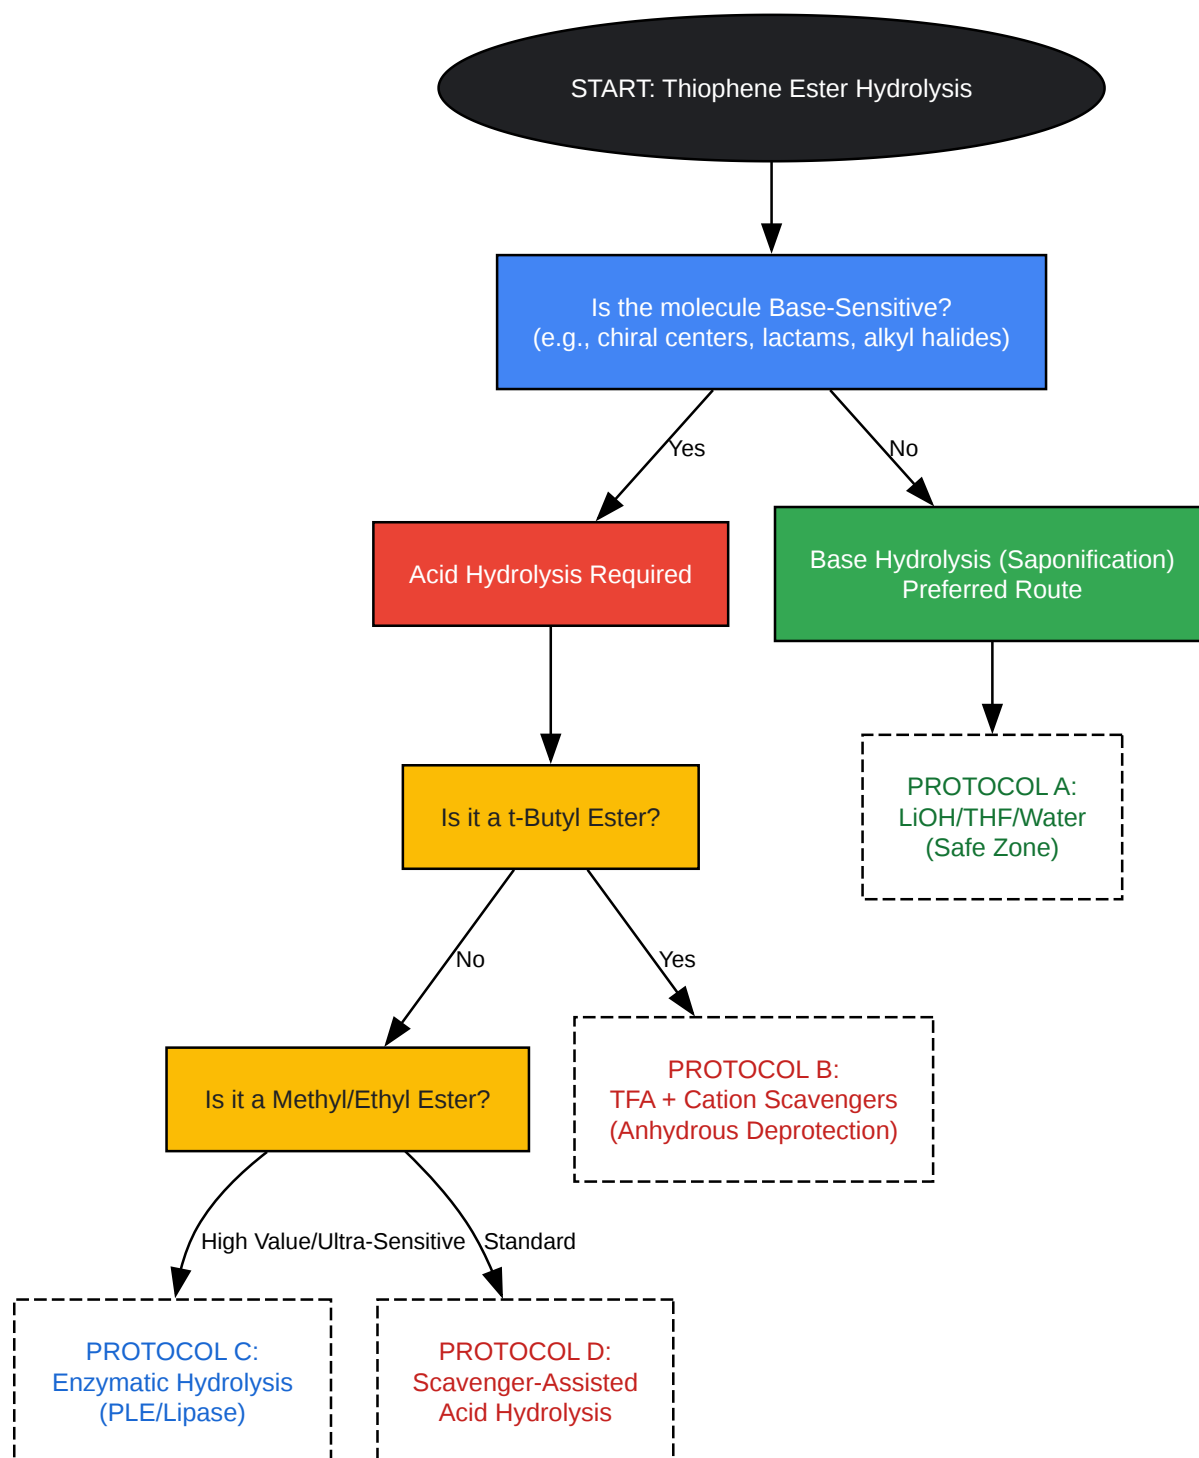 START: Thiophene Ester Hydrolysis
Is the molecule Base-Sensitive?
(e.g., chiral centers, lactams, alkyl halides)
Yes
No
Acid Hydrolysis Required
Base Hydrolysis (Saponification)
Preferred Route
PROTOCOL A:
LiOH/THF/Water
(Safe Zone)
Is it a t-Butyl Ester?
No
Yes
PROTOCOL B:
TFA + Cation Scavengers
(Anhydrous Deprotection)
Is it a Methyl/Ethyl Ester?
High Value/Ultra-Sensitive
Standard
PROTOCOL C:
Enzymatic Hydrolysis
(PLE/Lipase)
PROTOCOL D:
Scavenger-Assisted
Acid Hydrolysis